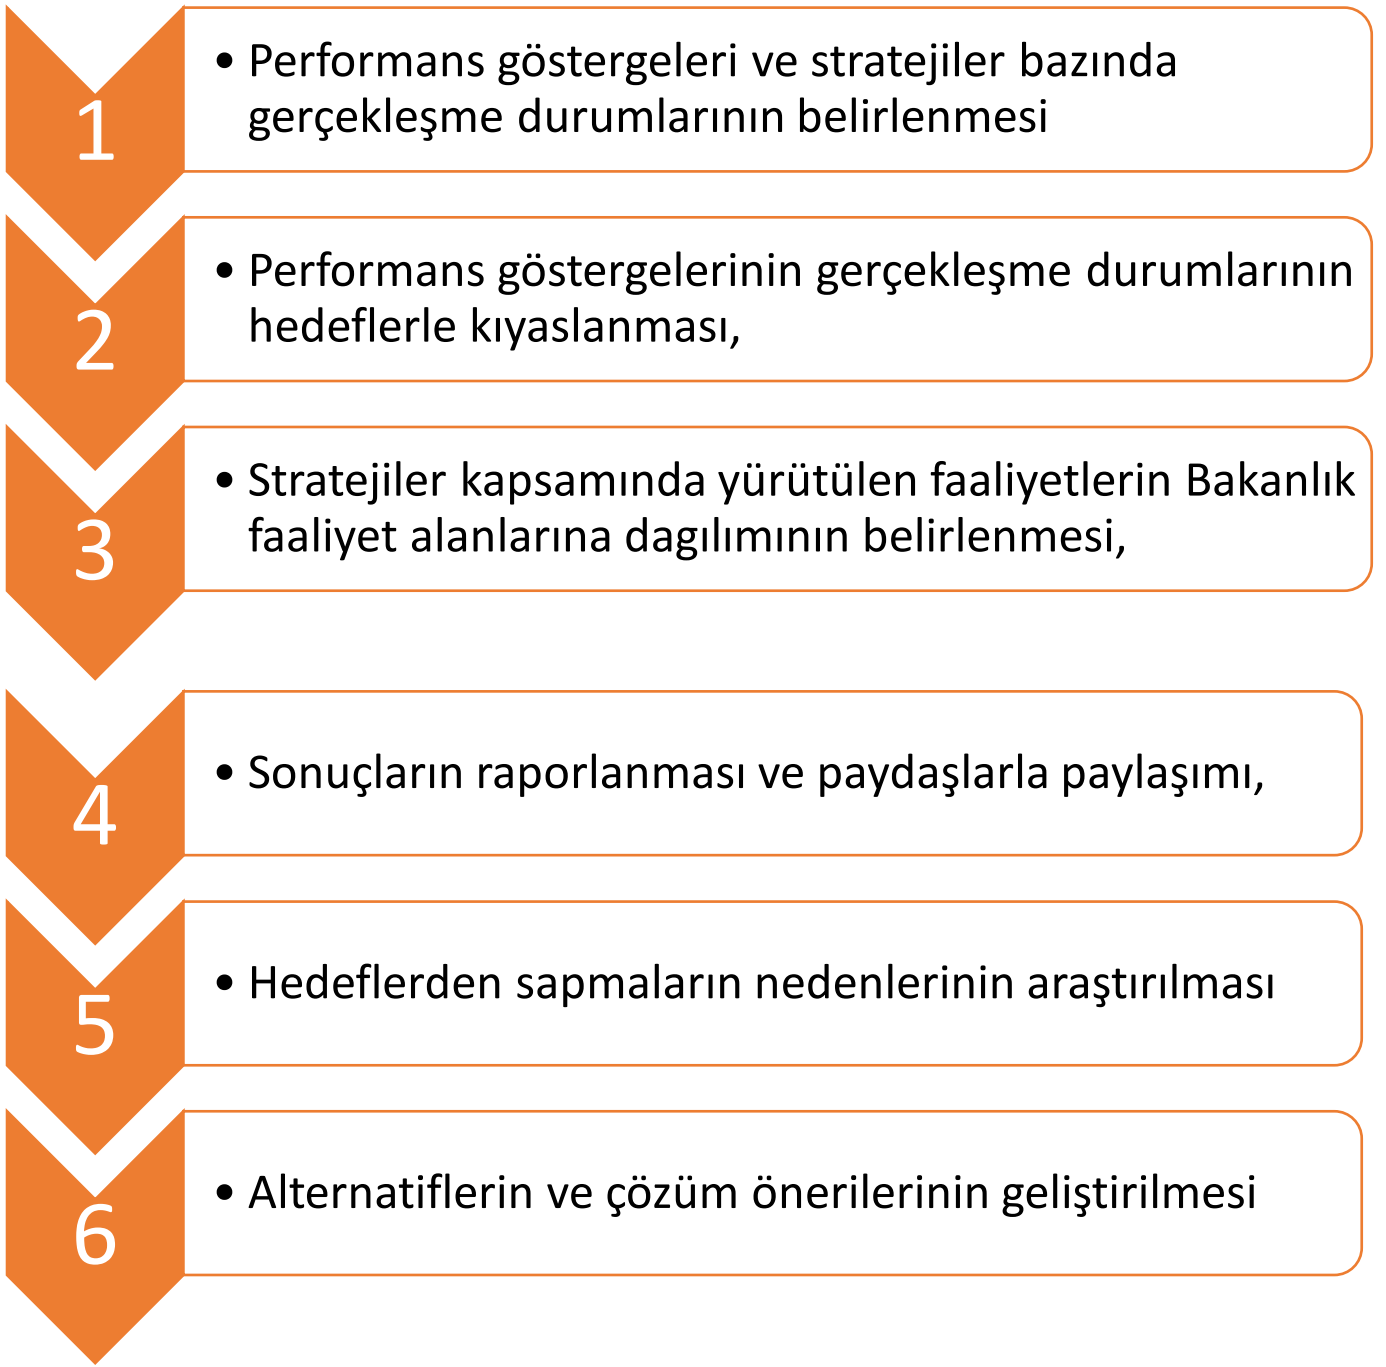 1
• Performans göstergeleri ve stratejiler bazında
gerçekleşme durumlarının belirlenmesi
2
• Performans göstergelerinin gerçekleşme durumlarının
hedeflerle kıyaslanması,
3
• Stratejiler kapsamında yürütülen faaliyetlerin Bakanlık
faaliyet alanlarına dagılımının belirlenmesi,
4
• Sonuçların raporlanması ve paydaşlarla paylaşımı,
5
• Hedeflerden sapmaların nedenlerinin araştırılması
6
• Alternatiflerin ve çözüm önerilerinin geliştirilmesi